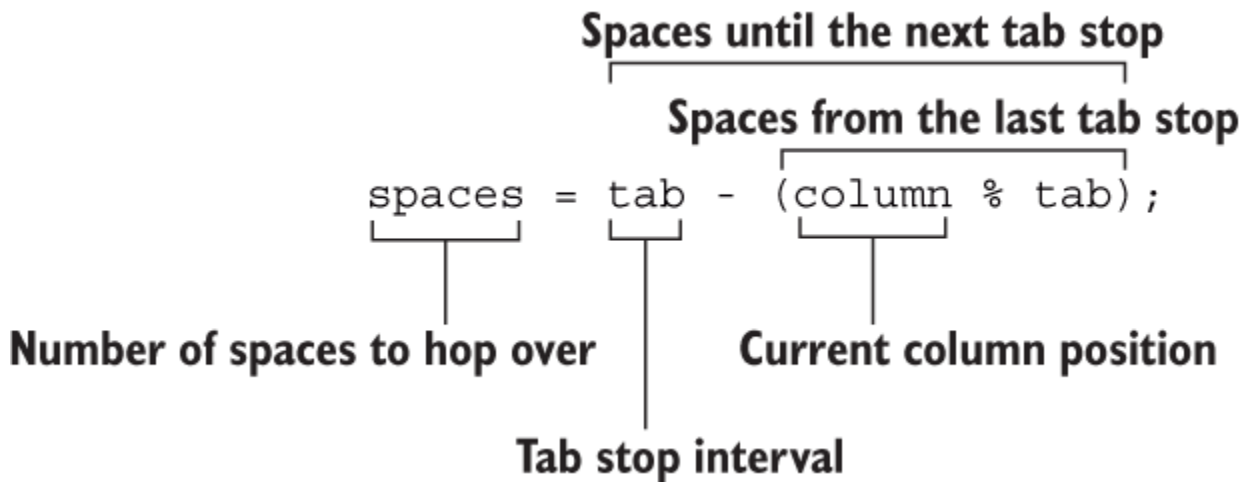 Spaces until the next tab stop
Spaces from the last tab stop
spaces = tab - (column % tab);
Number of spaces to hop over
Current column position
Tab stop interval